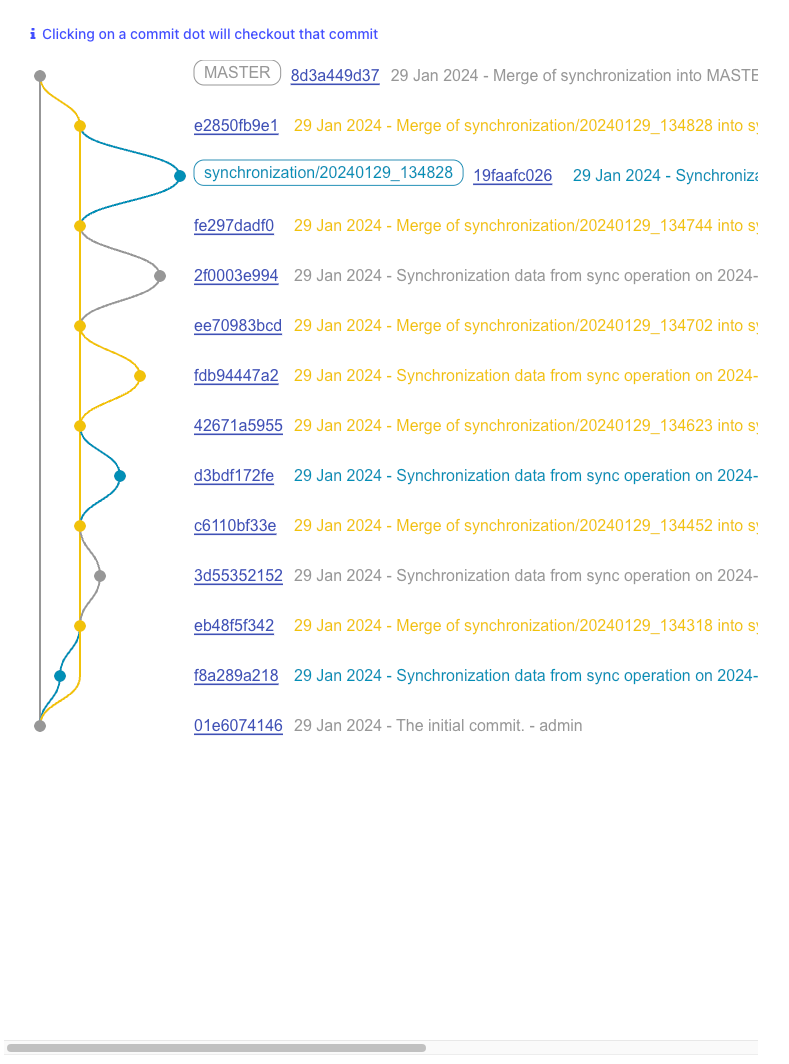 Clicking on a commit dot will checkout that commit
MASTER 8d3a449d37 29 Jan 2024 - Merge of synchronization into MASTE
e2850fb9e1 29 Jan 2024 - Merge of synchronization/20240129_134828 into sy
synchronization/20240129_134828 19faafc026 29 Jan 2024 - Synchroniza
fe297dadf0 29 Jan 2024 - Merge of synchronization/20240129_134744 into sy
2f0003e994 29 Jan 2024 - Synchronization data from sync operation on 2024-
ee70983bcd 29 Jan 2024 - Merge of synchronization/20240129_134702 into sy
fdb94447a2 29 Jan 2024 - Synchronization data from sync operation on 2024-
42671a5955 29 Jan 2024 - Merge of synchronization/20240129_134623 into sy
d3bdf172fe 29 Jan 2024 - Synchronization data from sync operation on 2024-
c6110bf33e 29 Jan 2024 - Merge of synchronization/20240129_134452 into sy
3d55352152 29 Jan 2024 - Synchronization data from sync operation on 2024-
eb48f5f342 29 Jan 2024 - Merge of synchronization/20240129_134318 into sy
f8a289a218 29 Jan 2024 - Synchronization data from sync operation on 2024-
01e6074146 29 Jan 2024 - The initial commit. - admin